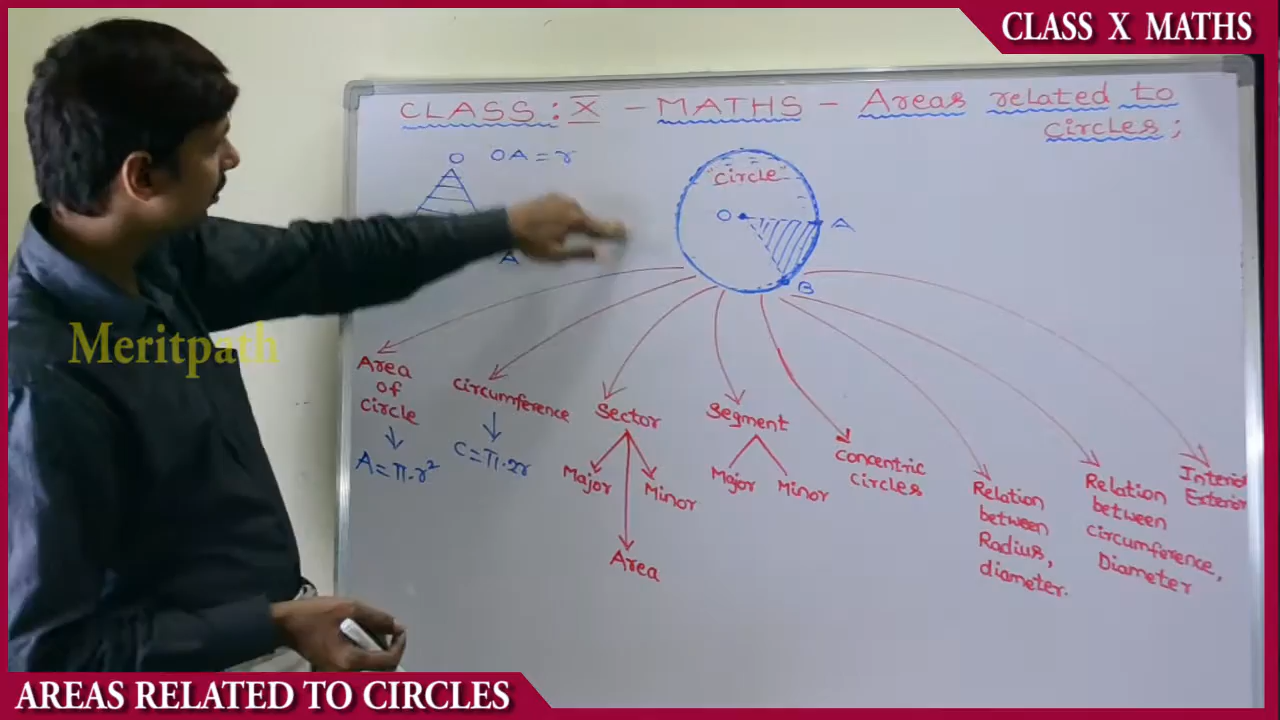 CLASS X MATHS
CLASS : X - MATHS - Areas related to
circles ;
O OA = r
A
circle
O
A
B
Meritpath
Area
of
circle
A = π.r²
circumference
C = π.2r
Sector
Major
Minor
Area
Segment
Major Minor
Concentric
circles
Relation
between
Radius,
diameter.
Relation
between
circumference,
Diameter
Interior
Exterior
AREAS RELATED TO CIRCLES